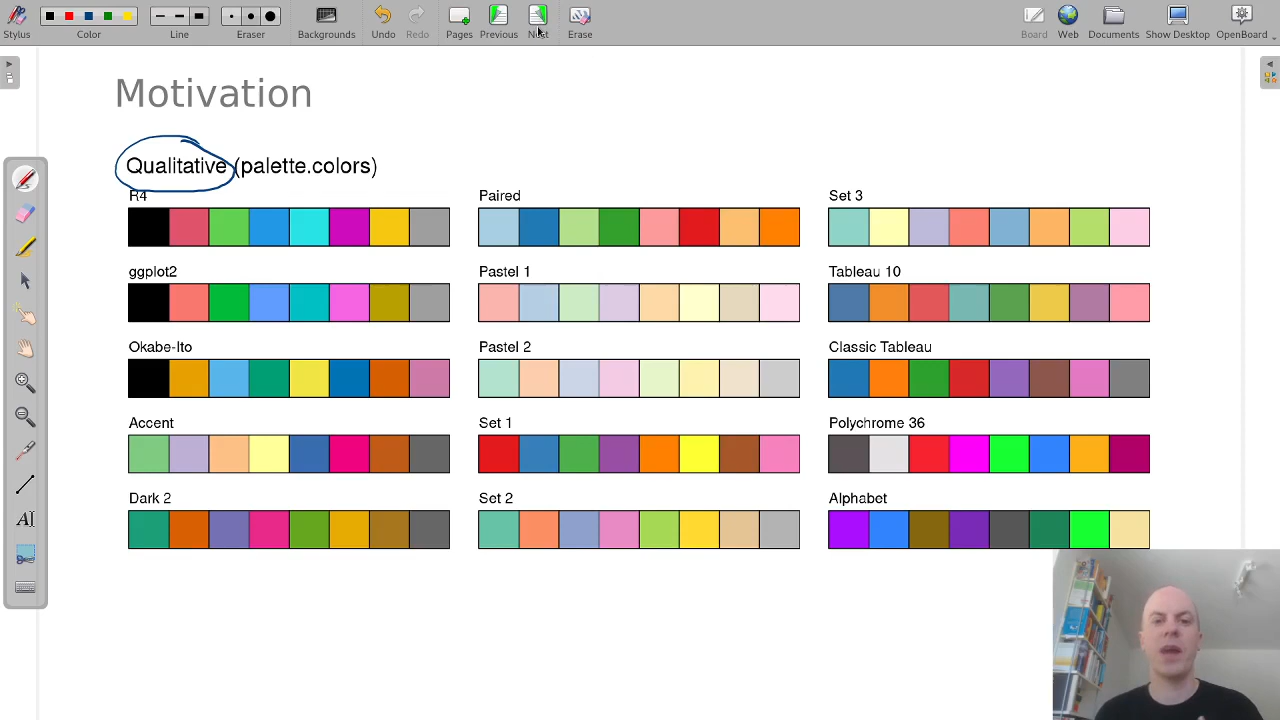 Stylus
Color
Line
Eraser
Backgrounds
Undo
Redo
Pages
Previous
Next
Erase
Board
Web
Documents
Show Desktop
OpenBoard
Motivation
Qualitative (palette.colors)
R4
Paired
Set 3
ggplot2
Pastel 1
Tableau 10
Okabe-Ito
Pastel 2
Classic Tableau
Accent
Set 1
Polychrome 36
Dark 2
Set 2
Alphabet